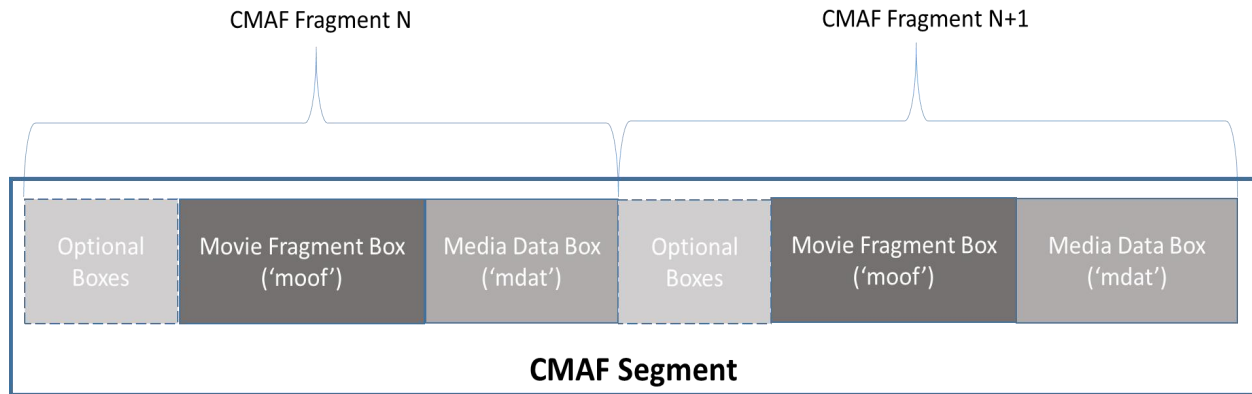 CMAF Fragment N
CMAF Fragment N+1
Optional
Boxes
Movie Fragment Box
(‘moof’)
Media Data Box
(‘mdat’)
Optional
Boxes
Movie Fragment Box
(‘moof’)
Media Data Box
(‘mdat’)
CMAF Segment